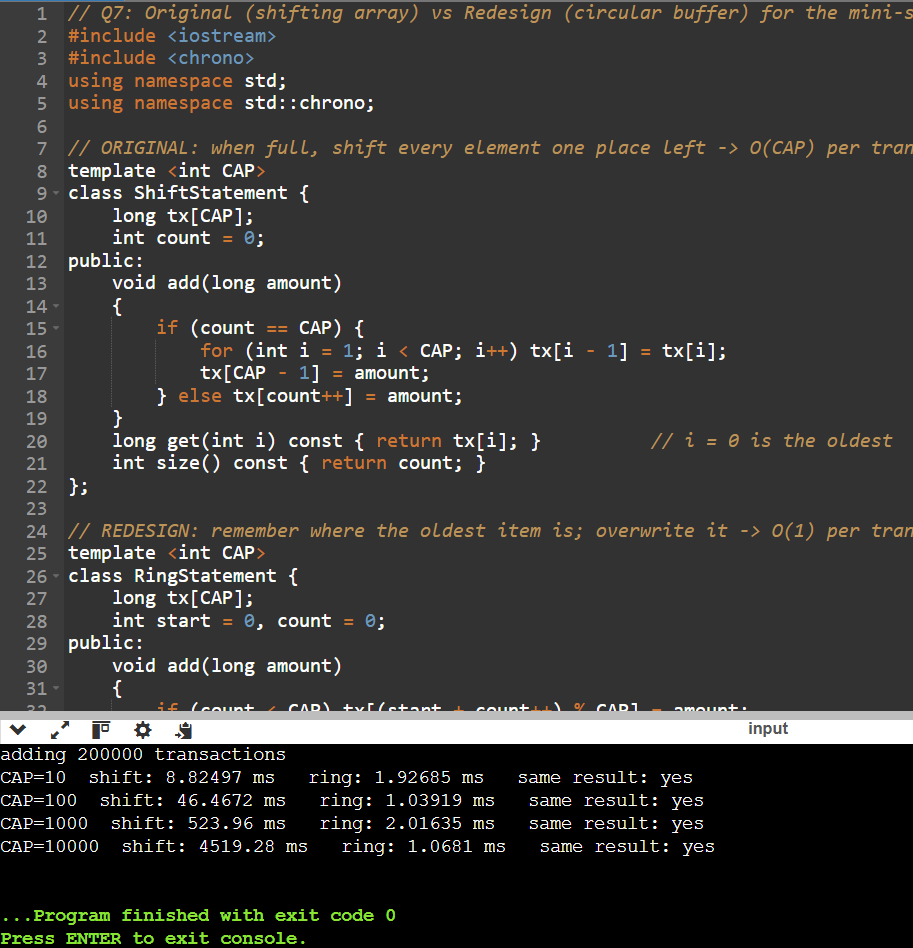 1 // Q7: Original (shifting array) vs Redesign (circular buffer) for the
2 #include <iostream>
3 #include <chrono>
4 using namespace std;
5 using namespace std::chrono;
6
7 // ORIGINAL: when full, shift every element one place left -> O(CAP) per
8 template <int CAP>
9 class ShiftStatement {
10     long tx[CAP];
11     int count = 0;
12 public:
13     void add(long amount)
14     {
15         if (count == CAP) {
16             for (int i = 1; i < CAP; i++) tx[i - 1] = tx[i];
17             tx[CAP - 1] = amount;
18         } else tx[count++] = amount;
19     }
20     long get(int i) const { return tx[i]; }          // i = 0 is the oldest
21     int size() const { return count; }
22 };
23
24 // REDESIGN: remember where the oldest item is; overwrite it -> O(1) per
25 template <int CAP>
26 class RingStatement {
27     long tx[CAP];
28     int start = 0, count = 0;
29 public:
30     void add(long amount)
31     {
32         if (count < CAP) tx[(start + count++) % CAP] = amount;
input
adding 200000 transactions
CAP=10  shift: 8.82497 ms   ring: 1.92685 ms   same result: yes
CAP=100  shift: 46.4672 ms   ring: 1.03919 ms   same result: yes
CAP=1000  shift: 523.96 ms   ring: 2.01635 ms   same result: yes
CAP=10000  shift: 4519.28 ms   ring: 1.0681 ms   same result: yes
...Program finished with exit code 0
Press ENTER to exit console.